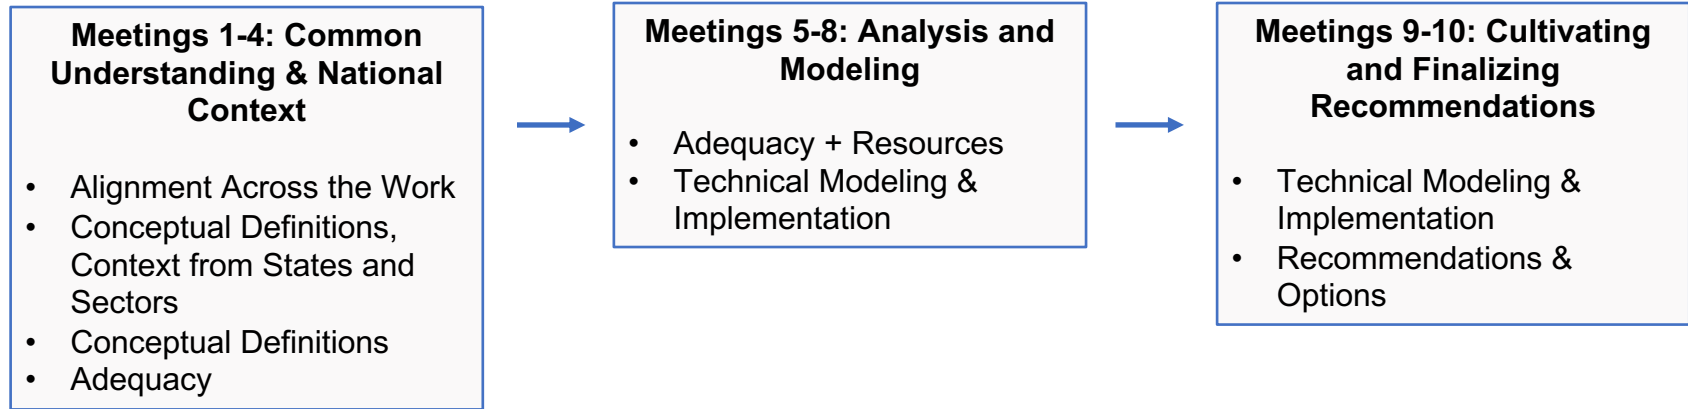 Meetings 1-4: Common
Understanding & National
Context
• Alignment Across the Work
• Conceptual Definitions,
Context from States and
Sectors
• Conceptual Definitions
• Adequacy
Meetings 5-8: Analysis and
Modeling
• Adequacy + Resources
• Technical Modeling &
Implementation
Meetings 9-10: Cultivating
and Finalizing
Recommendations
• Technical Modeling &
Implementation
• Recommendations &
Options